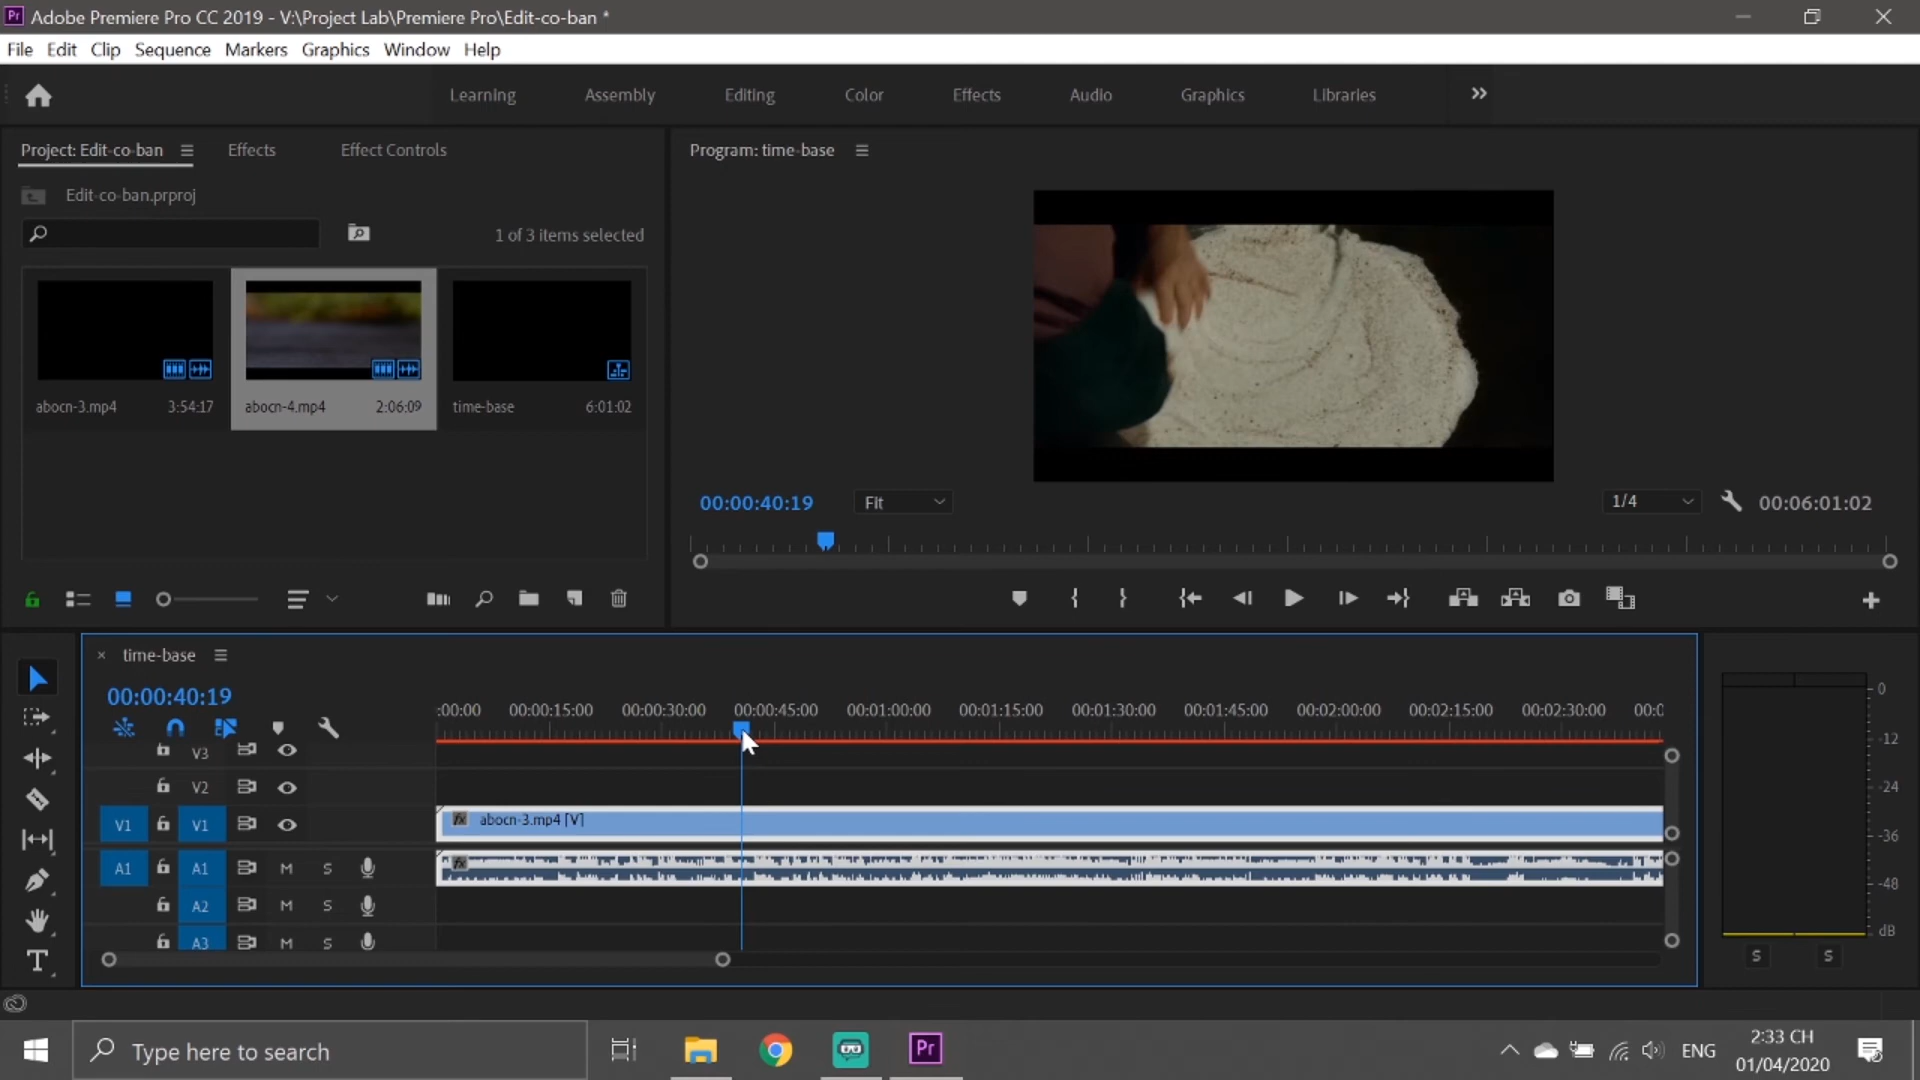 Pr Adobe Premiere Pro CC 2019 - V:\Project Lab\Premiere Pro\Edit-co-ban *
File Edit Clip Sequence Markers Graphics Window Help
Learning Assembly Editing Color Effects Audio Graphics Libraries
Project: Edit-co-ban Effects Effect Controls
Program: time-base
Edit-co-ban.prproj
1 of 3 items selected
abocn-3.mp4 3:54:17 abocn-4.mp4 2:06:09 time-base 6:01:02
00:00:40:19 Fit 1/4 00:06:01:02
time-base
00:00:40:19
:00:00 00:00:15:00 00:00:30:00 00:00:45:00 00:01:00:00 00:01:15:00 00:01:30:00 00:01:45:00 00:02:00:00 00:02:15:00 00:02:30:00 00:0
V3
V2
V1 V1 fx abocn-3.mp4 [V]
A1 A1 M S fx
A2 M S
A3 M S
0
-12
-24
-36
-48
dB
S S
Type here to search
Pr
ENG
2:33 CH
01/04/2020